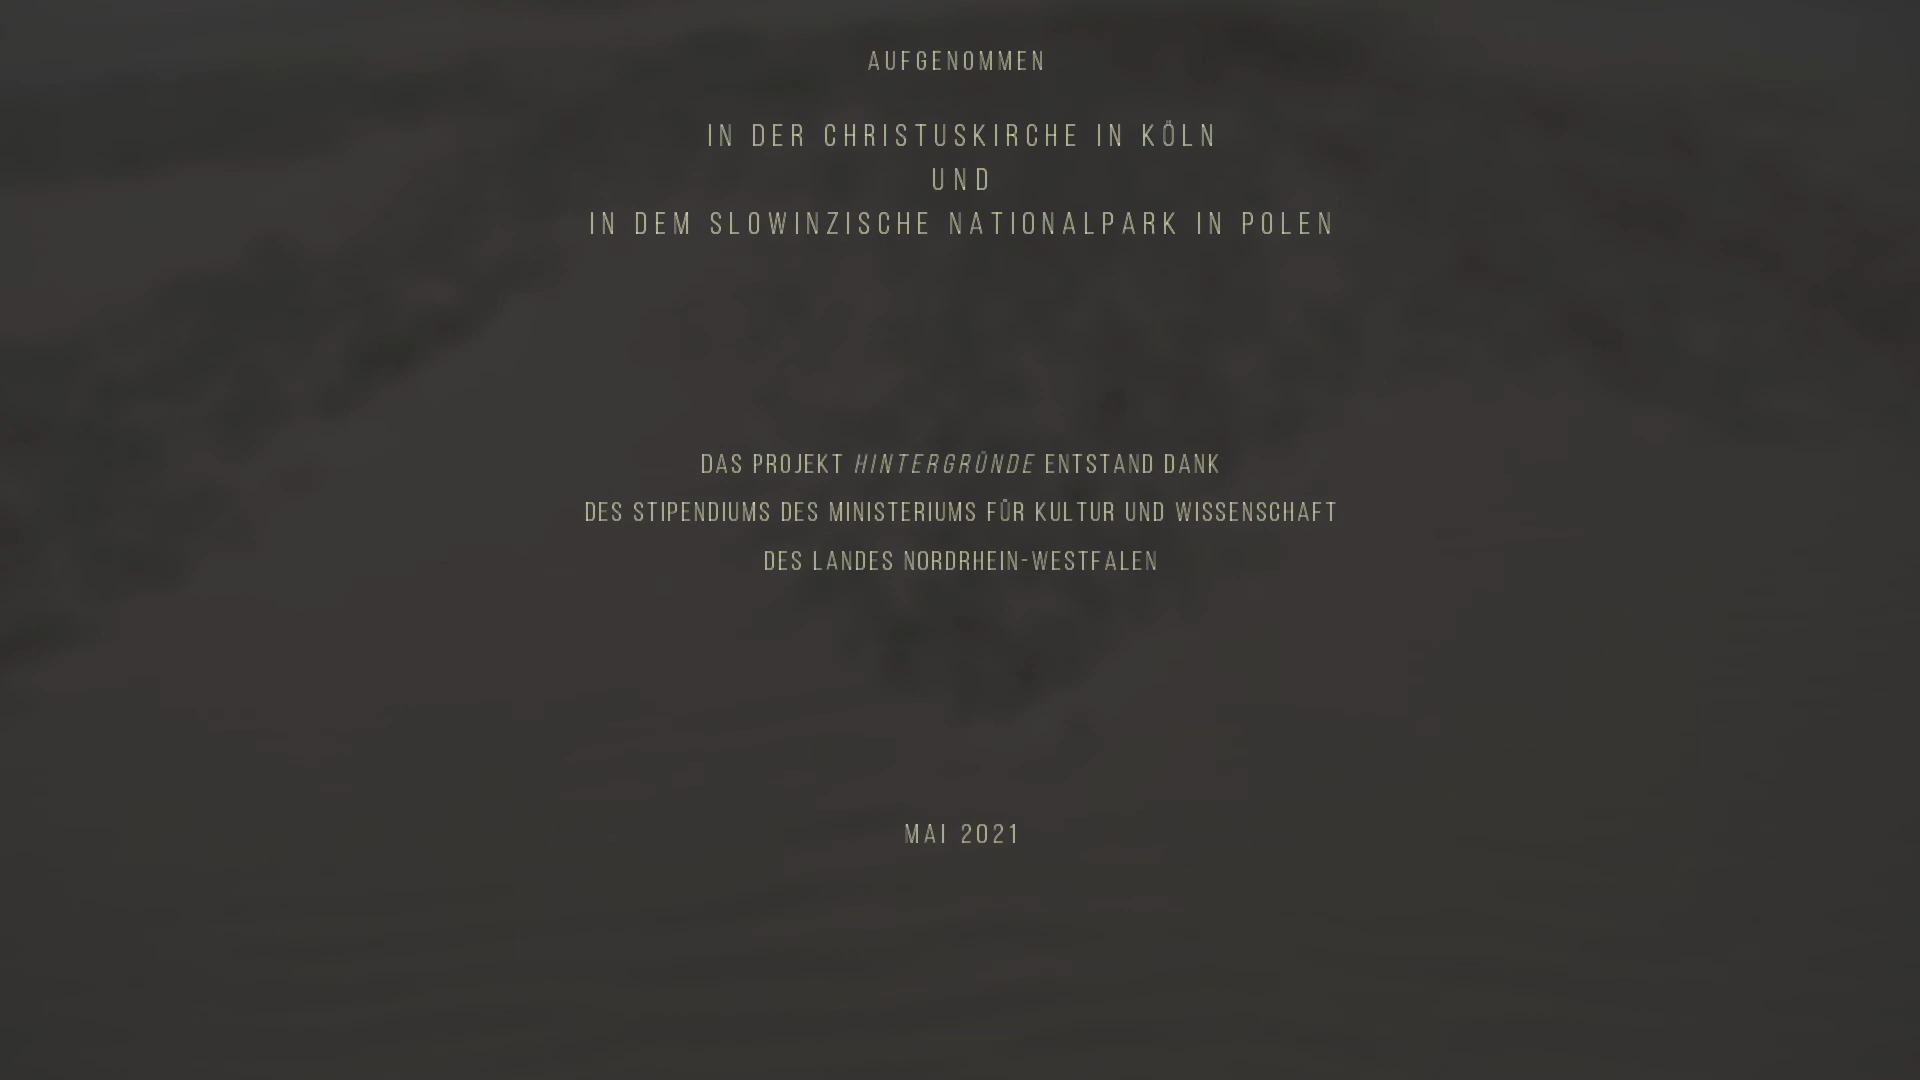 AUFGENOMMEN
IN DER CHRISTUSKIRCHE IN KÖLN
UND
IN DEM SLOWINZISCHE NATIONALPARK IN POLEN
DAS PROJEKT HINTERGRÜNDE ENTSTAND DANK
DES STIPENDIUMS DES MINISTERIUMS FÜR KULTUR UND WISSENSCHAFT
DES LANDES NORDRHEIN-WESTFALEN
MAI 2021